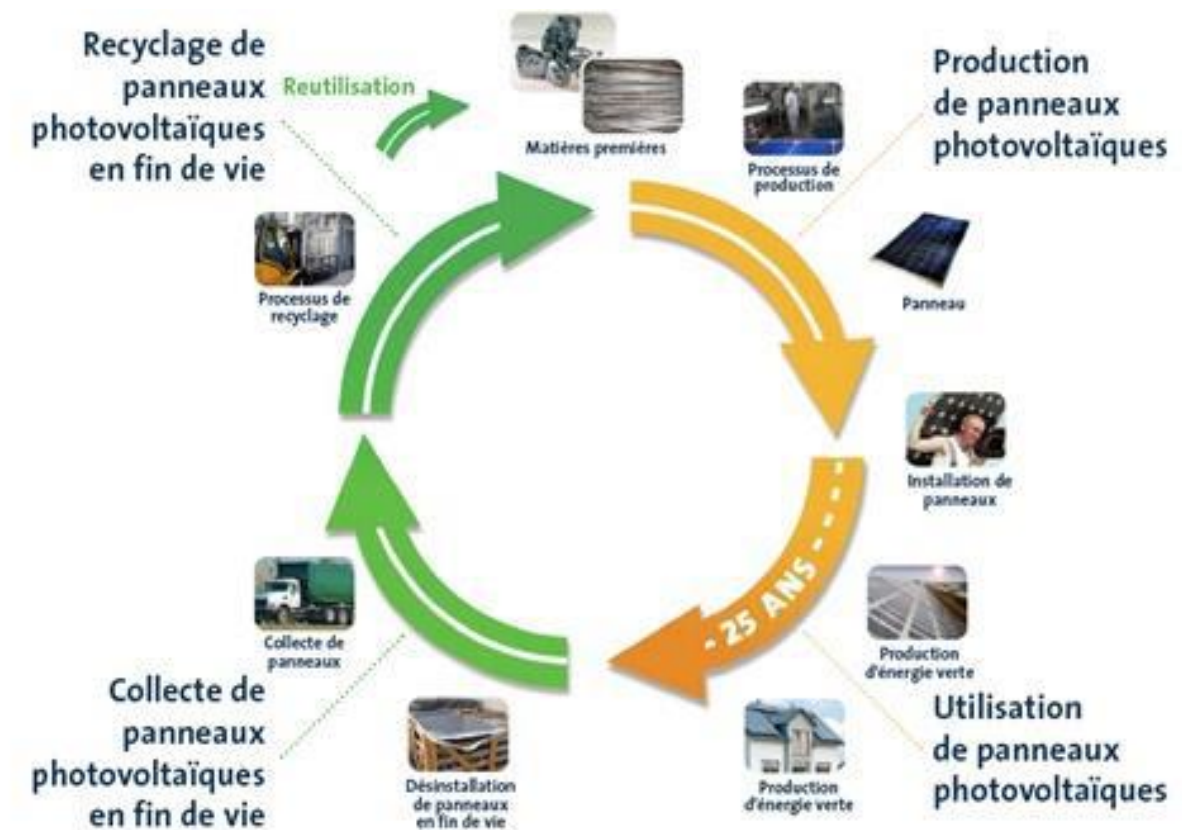 Recyclage de
panneaux
photovoltaïques
en fin de vie
Reutilisation
Matières premières
Processus de
production
Production
de panneaux
photovoltaïques
Panneau
Processus de
recyclage
Installation de
panneaux
- 25 ANS -
Production
d'énergie verte
Collecte de
panneaux
Collecte de
panneaux
photovoltaïques
en fin de vie
Désinstallation
de panneaux
en fin de vie
Production
d'énergie verte
Utilisation
de panneaux
photovoltaïques